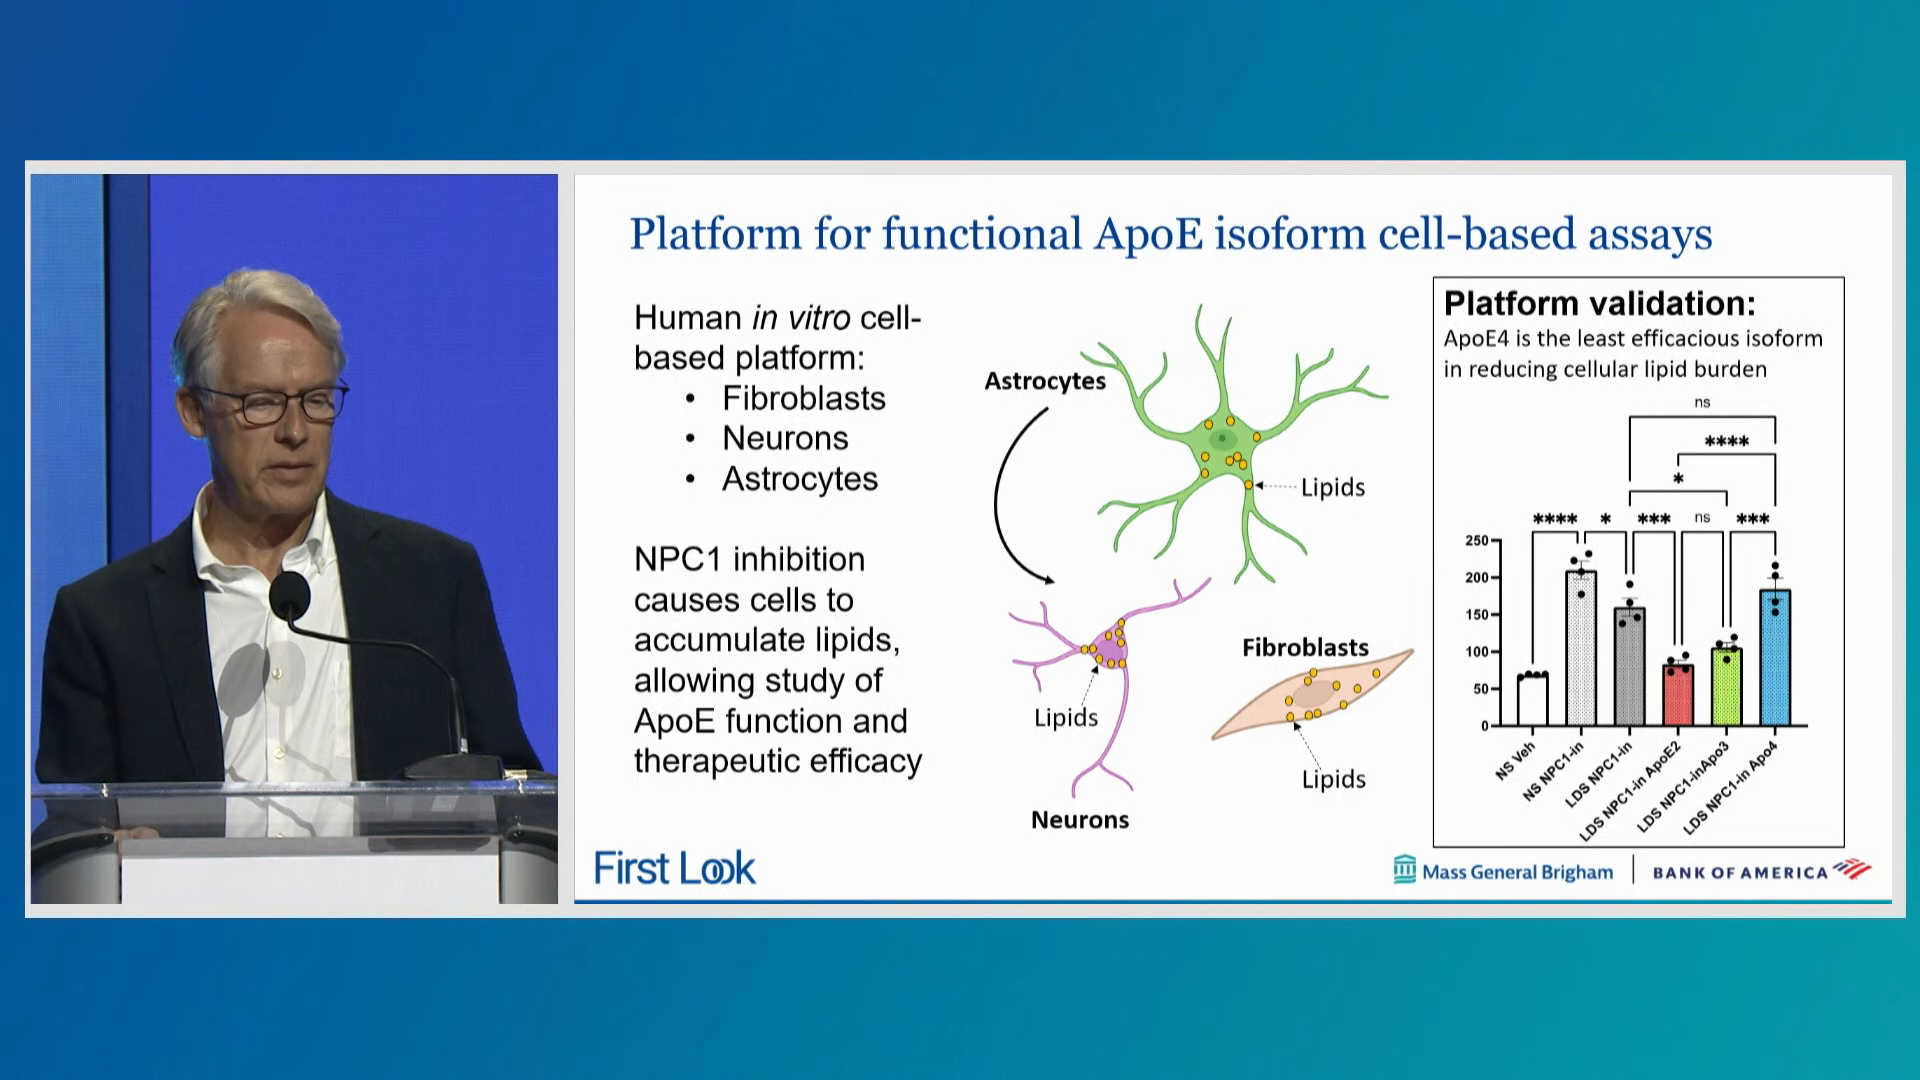 Platform for functional ApoE isoform cell-based assays
Human in vitro cell-
based platform:
• Fibroblasts
• Neurons
• Astrocytes
NPC1 inhibition
causes cells to
accumulate lipids,
allowing study of
ApoE function and
therapeutic efficacy
Astrocytes
Lipids
Fibroblasts
Lipids
Lipids
Neurons
Platform validation:
ApoE4 is the least efficacious isoform
in reducing cellular lipid burden
ns
****
*
**** * *** ns ***
250
200
150
100
50
0
NS Veh
NS NPC1-in
LDS NPC1-in
LDS NPC1-in ApoE2
LDS NPC1-inApo3
LDS NPC1-in Apo4
First Look
Mass General Brigham
BANK OF AMERICA